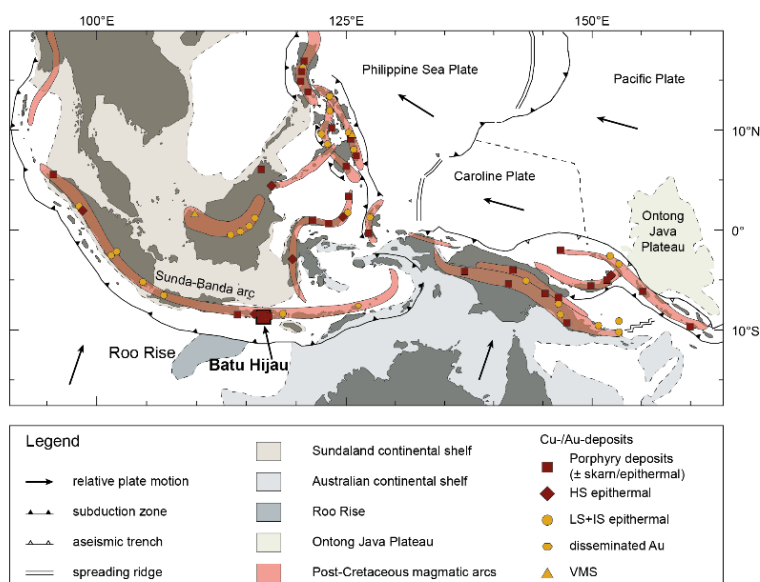 100°E
125°E
150°E
Philippine Sea Plate
Pacific Plate
10°N
Caroline Plate
Ontong
Java
Plateau
0°
Sunda-Banda arc
10°S
Roo Rise
Batu Hijau
Legend
relative plate motion
subduction zone
aseismic trench
spreading ridge
Sundaland continental shelf
Australian continental shelf
Roo Rise
Ontong Java Plateau
Post-Cretaceous magmatic arcs
Cu-/Au-deposits
Porphyry deposits
(± skarn/epithermal)
HS epithermal
LS+IS epithermal
disseminated Au
VMS